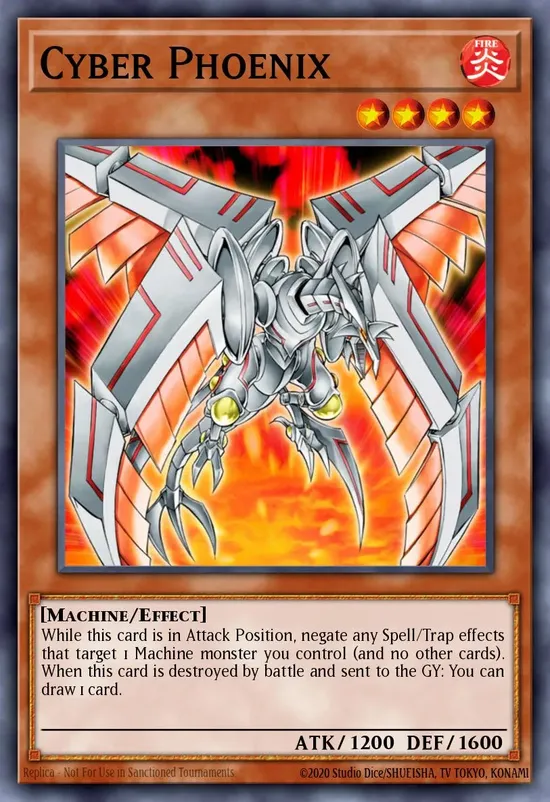 CYBER PHOENIX
FIRE
炎
[MACHINE/EFFECT]
While this card is in Attack Position, negate any Spell/Trap effects
that target 1 Machine monster you control (and no other cards).
When this card is destroyed by battle and sent to the GY: You can
draw 1 card.
ATK/1200 DEF/1600
Replica - Not For Use in Sanctioned Tournaments
©2020 Studio Dice/SHUEISHA, TV TOKYO, KONAMI